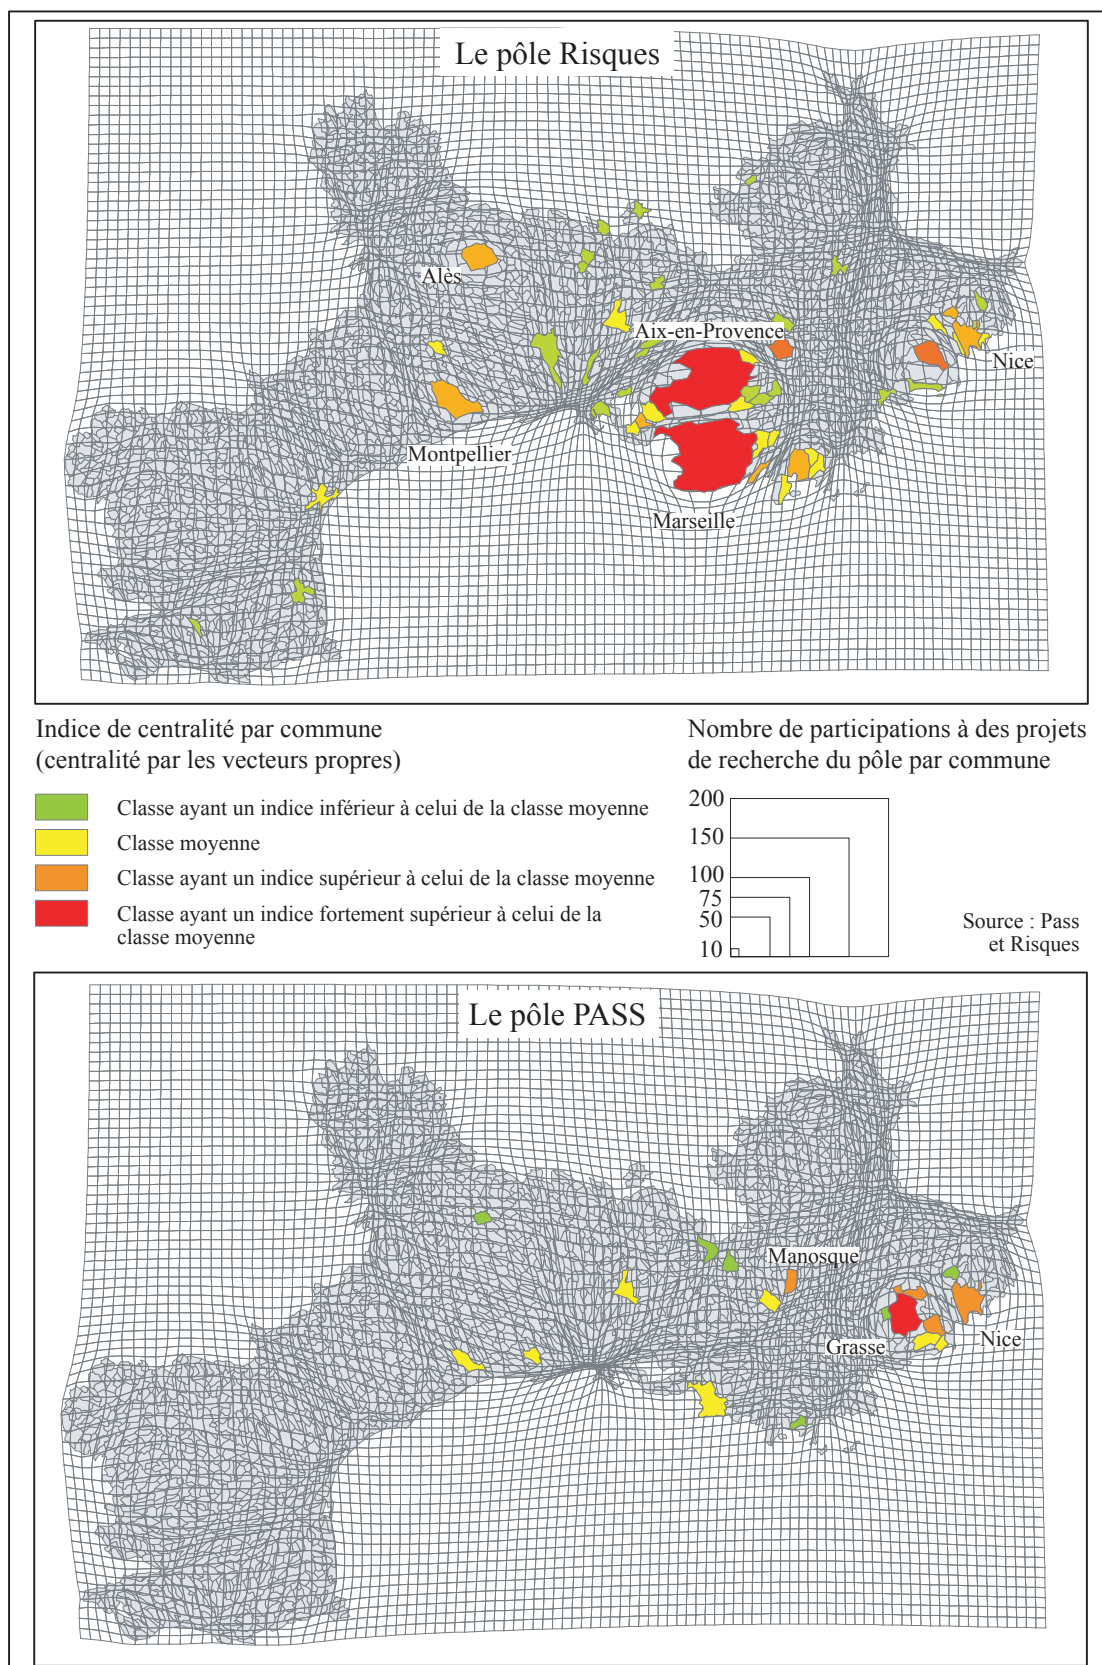 Le pôle Risques
Alès
Aix-en-Provence
Nice
Montpellier
Marseille
Indice de centralité par commune
(centralité par les vecteurs propres)
Classe ayant un indice inférieur à celui de la classe moyenne
Classe moyenne
Classe ayant un indice supérieur à celui de la classe moyenne
Classe ayant un indice fortement supérieur à celui de la
classe moyenne
Nombre de participations à des projets
de recherche du pôle par commune
200
150
100
75
50
10
Source : Pass
et Risques
Le pôle PASS
Manosque
Grasse
Nice